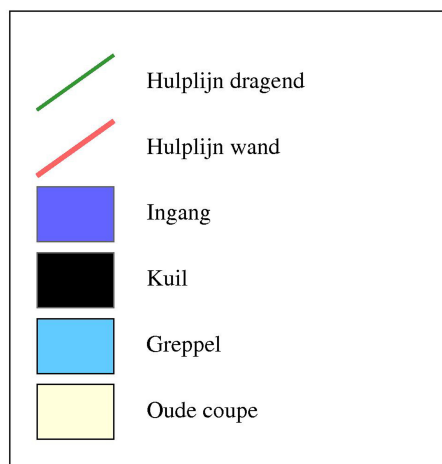 Hulplijn dragend
Hulplijn wand
Ingang
Kuil
Greppel
Oude coupe